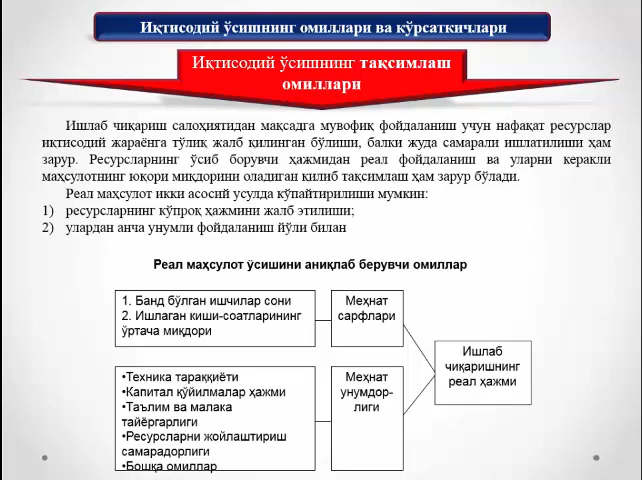 Иқтисодий ўсишнинг омиллари ва кўрсаткичлари
Иқтисодий ўсишнинг тақсимлаш
омиллари
Ишлаб чиқариш салоҳиятидан мақсадга мувофиқ фойдаланиш учун нафақат ресурслар
иқтисодий жараёнга тўлиқ жалб қилинган бўлиши, балки жуда самарали ишлатилиши ҳам
зарур. Ресурсларнинг ўсиб борувчи ҳажмидан реал фойдаланиш ва уларни керакли
маҳсулотнинг юқори миқдорини оладиган қилиб тақсимлаш ҳам зарур бўлади.
Реал маҳсулот икки асосий усулда кўпайтирилиши мумкин:
1) ресурсларнинг кўпроқ ҳажмини жалб этилиши;
2) улардан анча унумли фойдаланиш йўли билан
Реал маҳсулот ўсишини аниқлаб берувчи омиллар
1. Банд бўлган ишчилар сони
2. Ишлаган киши-соатларининг
ўртача миқдори
Меҳнат
сарфлари
Ишлаб
чиқаришнинг
реал ҳажми
•Техника тараққиёти
•Капитал қўйилмалар ҳажми
•Таълим ва малака
тайёргарлиги
•Ресурсларни жойлаштириш
самарадорлиги
•Бошқа омиллар
Меҳнат
унумдор-
лиги